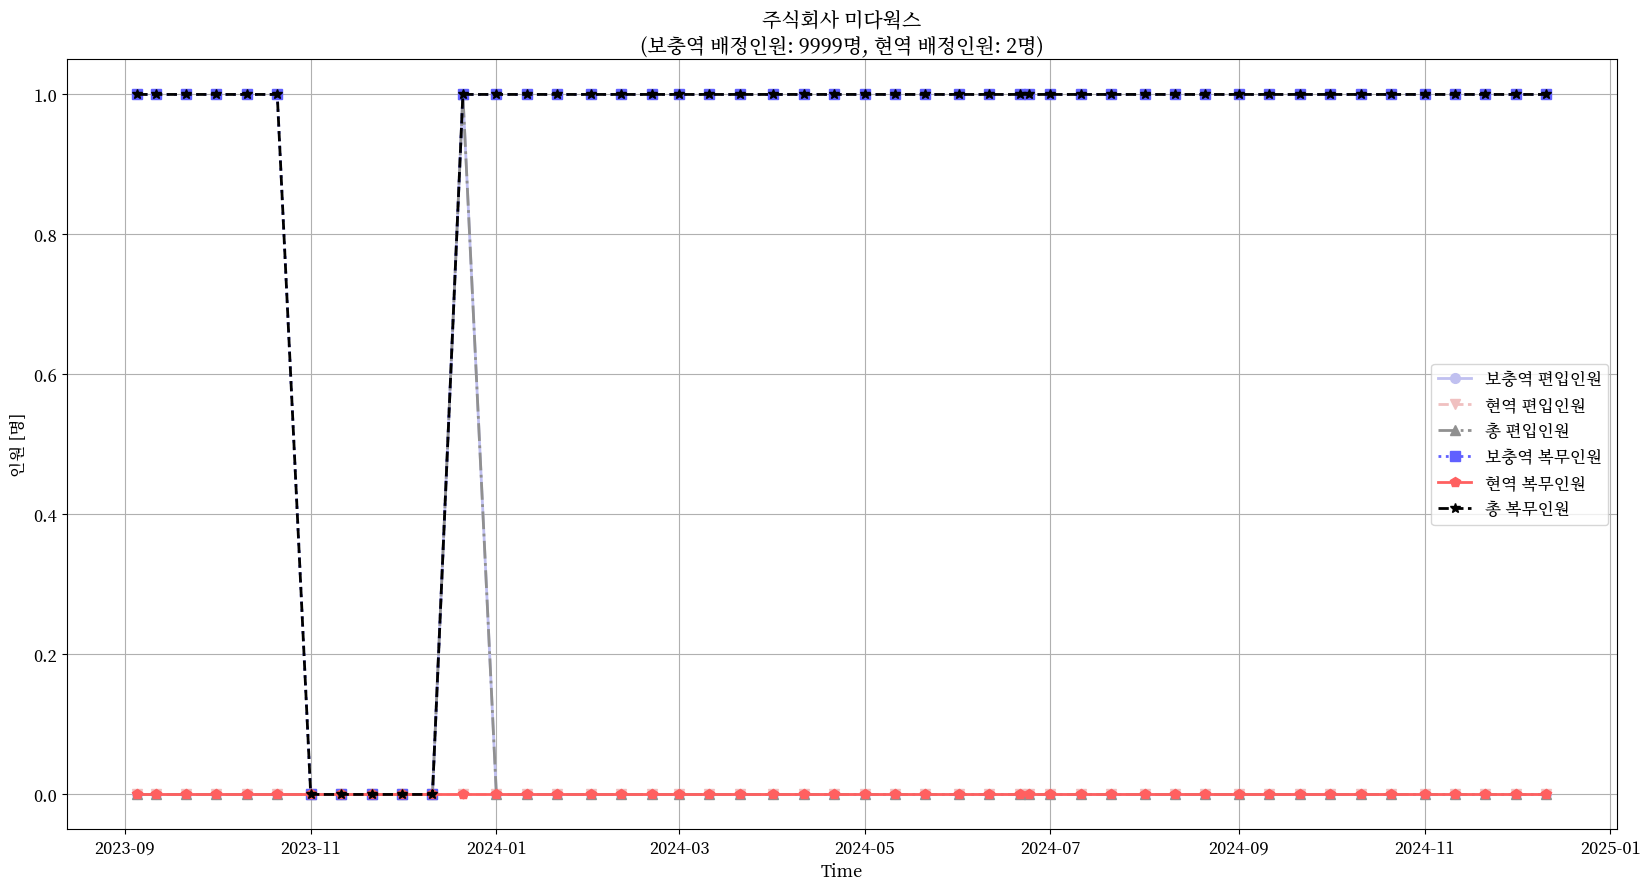 주식회사 미다웍스
(보충역 배정인원: 9999명, 현역 배정인원: 2명)
1.0
0.8
0.6
0.4
0.2
0.0
인원 [명]
보충역 편입인원
현역 편입인원
총 편입인원
보충역 복무인원
현역 복무인원
총 복무인원
2023-09
2023-11
2024-01
2024-03
2024-05
2024-07
2024-09
2024-11
2025-01
Time